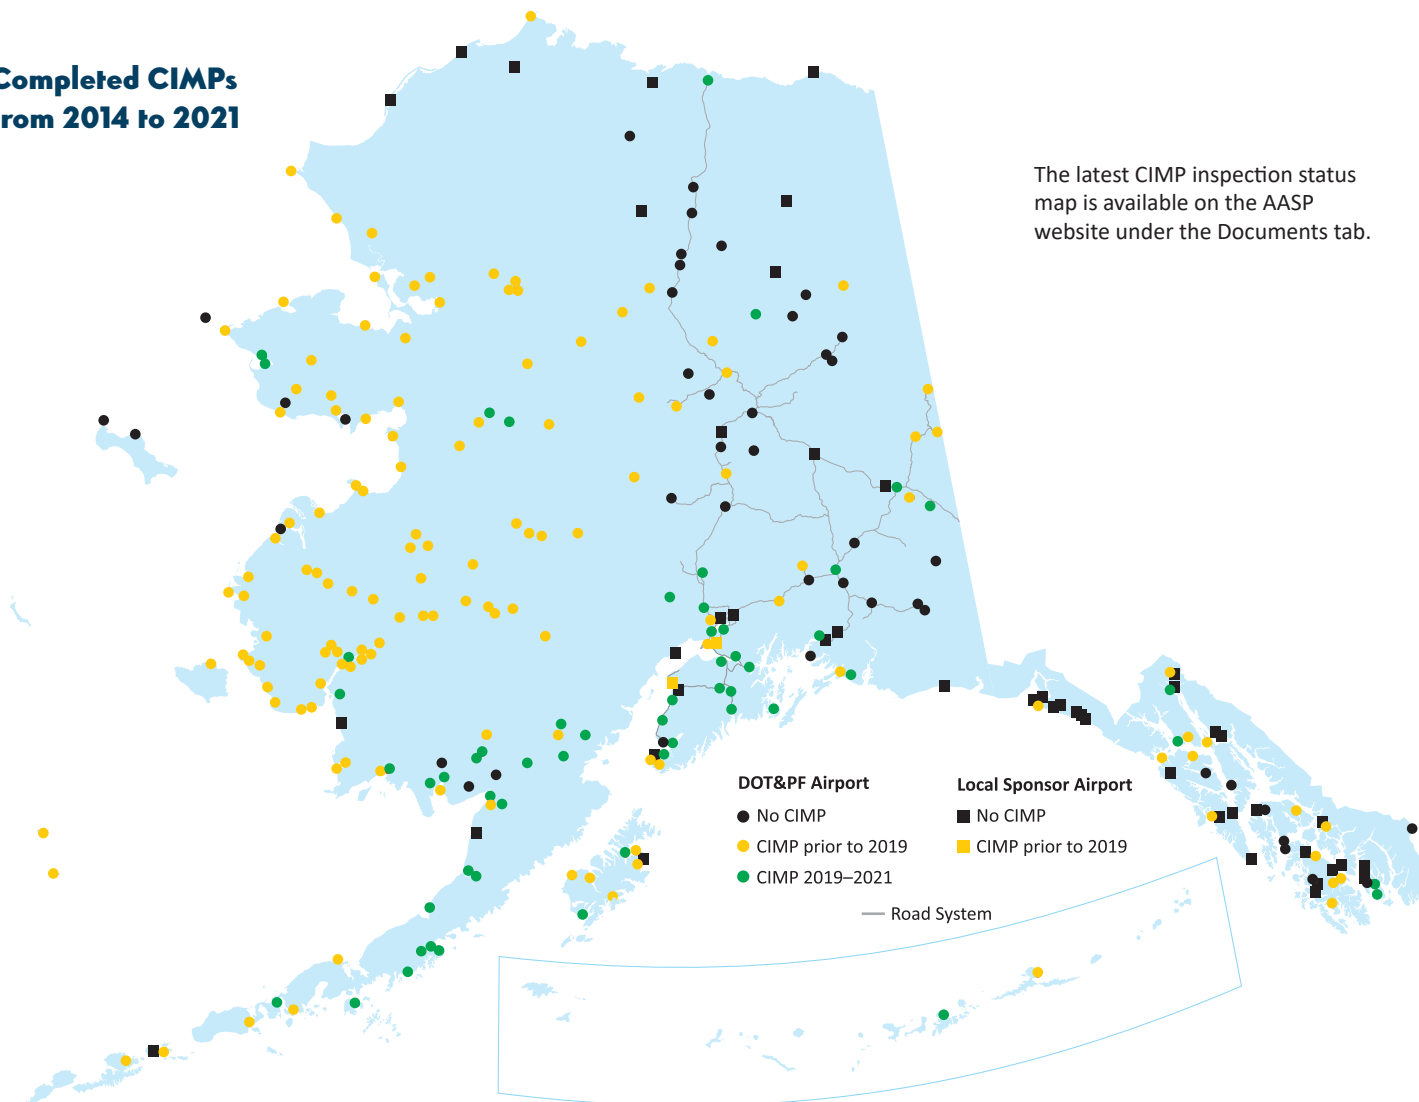 Completed CIMPs
from 2014 to 2021
The latest CIMP inspection status
map is available on the AASP
website under the Documents tab.
DOT&PF Airport
No CIMP
CIMP prior to 2019
CIMP 2019–2021
Local Sponsor Airport
No CIMP
CIMP prior to 2019
Road System